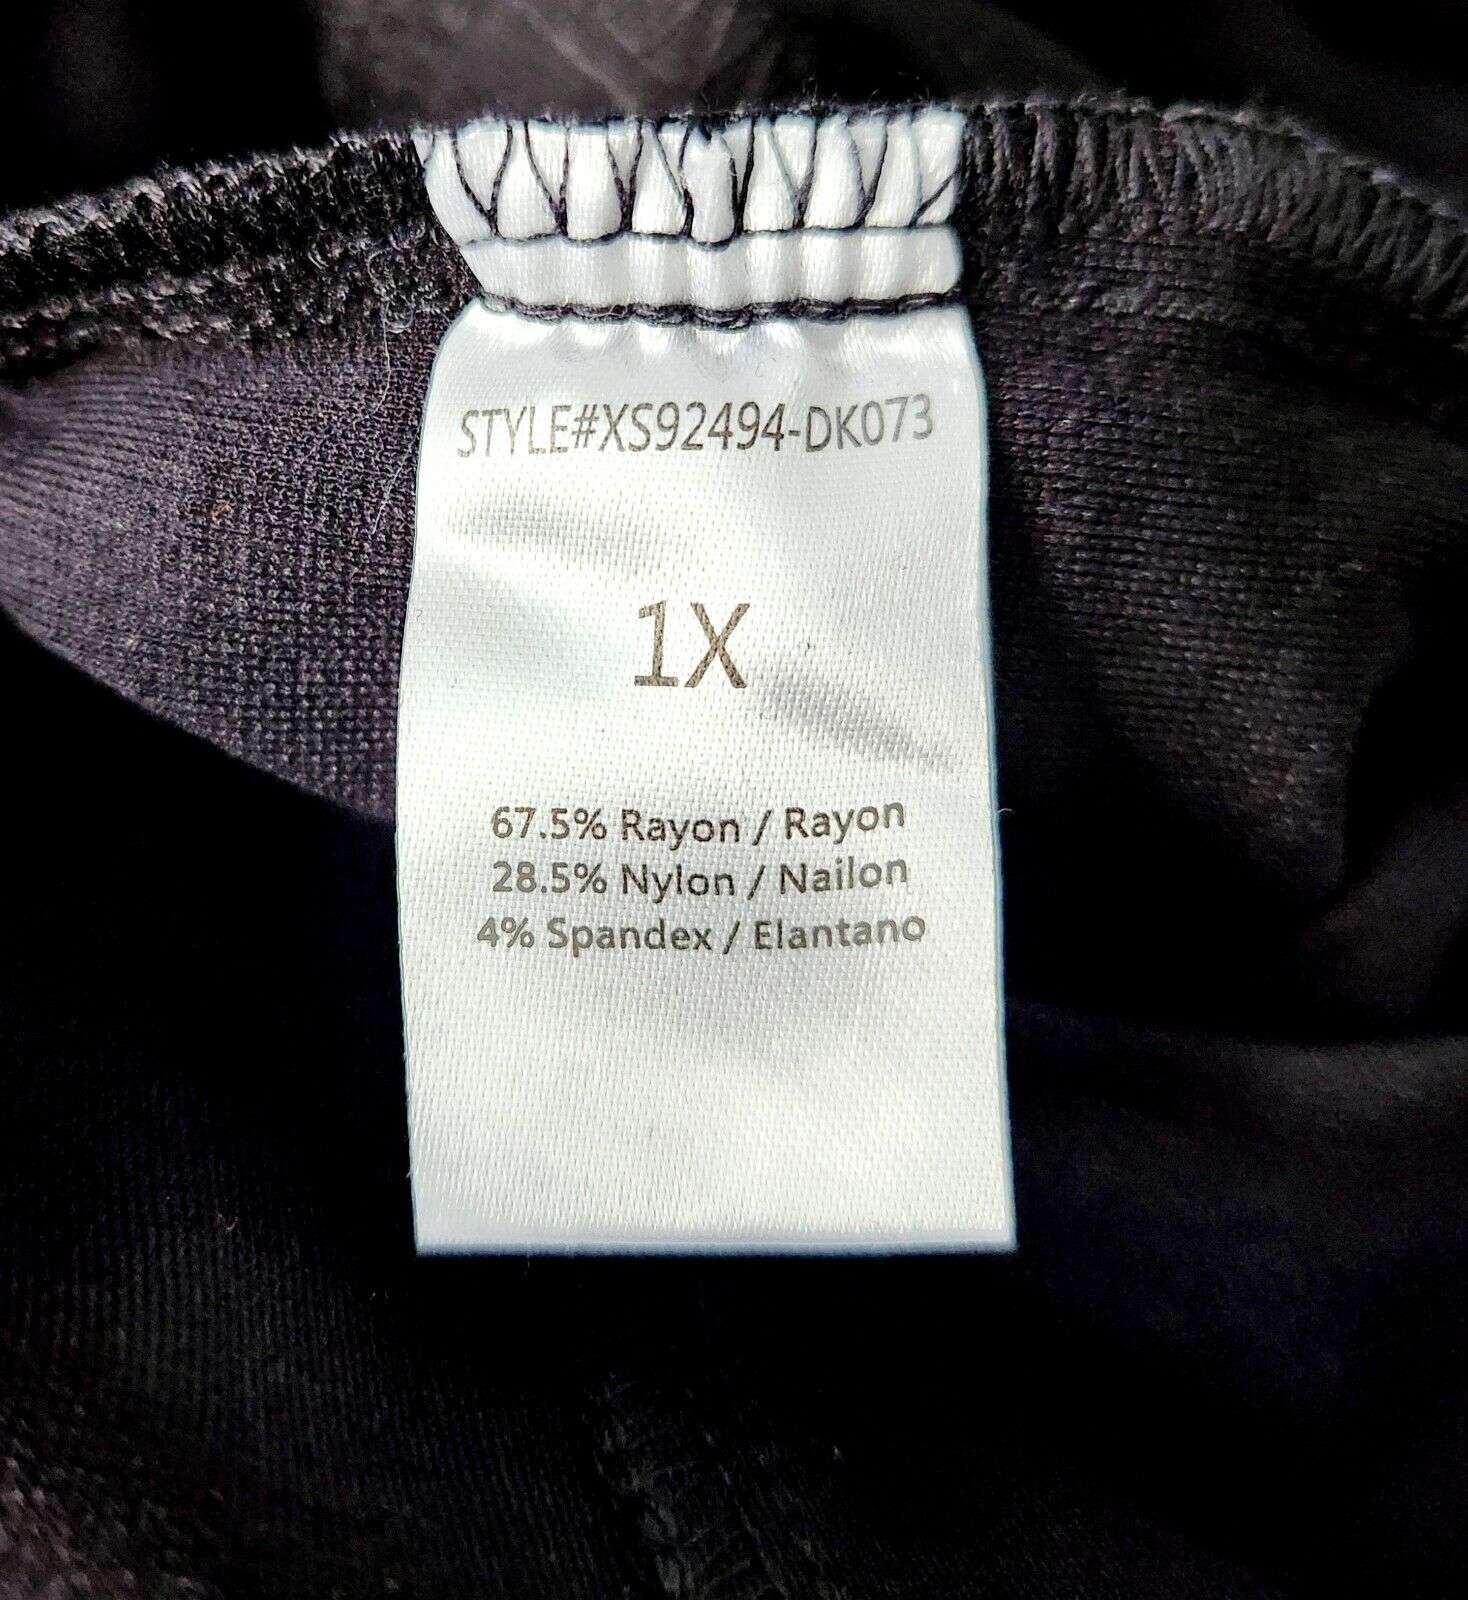 STYLE#XS92494-DK073
1X
67.5% Rayon / Rayon
28.5% Nylon / Nailon
4% Spandex / Elantano